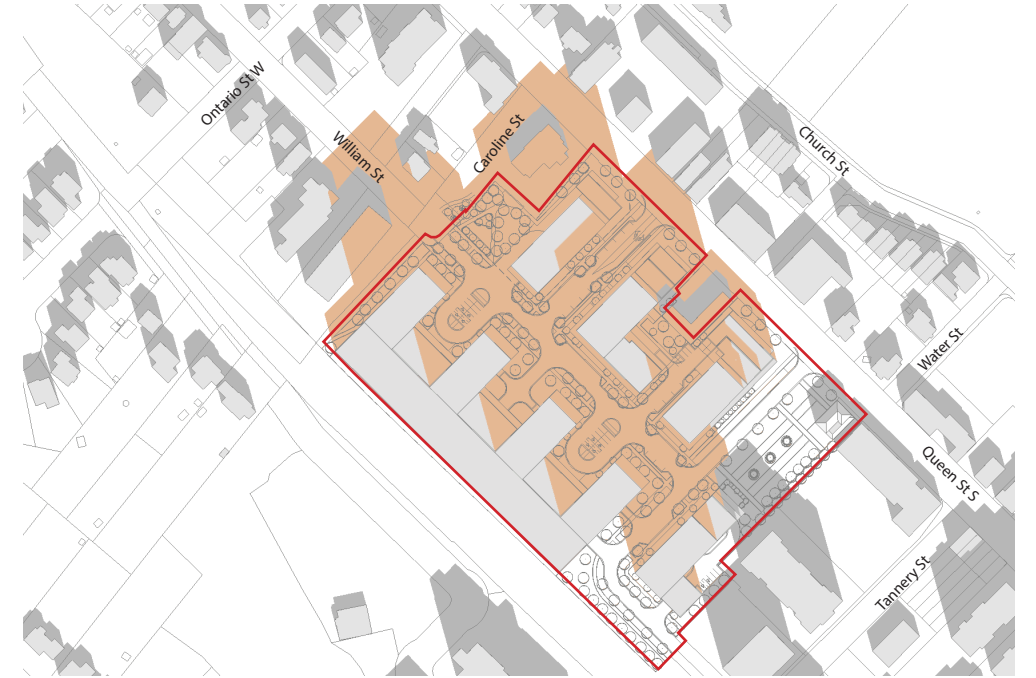 Ontario St W
William St
Caroline St
Church St
Water St
Queen St S
Tannery St